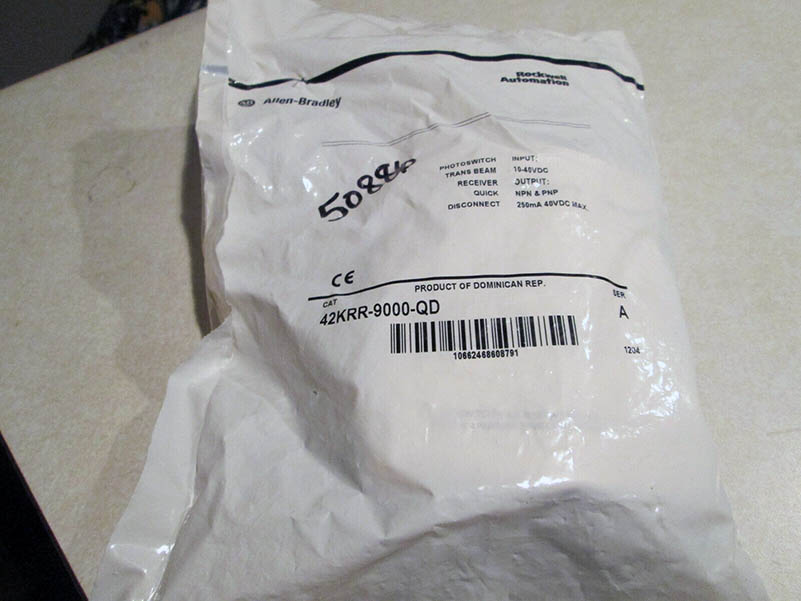 Rockwell
Automation
AB Allen-Bradley
PHOTOSWITCH INPUT:
TRANS BEAM 10-40VDC
RECEIVER OUTPUT:
QUICK NPN & PNP
DISCONNECT 250mA 40VDC MAX.
CE
PRODUCT OF DOMINICAN REP.
CAT SER
42KRR-9000-QD A
10662468608791
1204